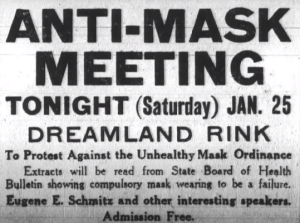 ANTI-MASK
MEETING
TONIGHT (Saturday) JAN. 25
DREAMLAND RINK
To Protest Against the Unhealthy Mask Ordinance
Extracts will be read from State Board of Health
Bulletin showing compulsory mask wearing to be a failure.
Eugene E. Schmitz and other interesting speakers.
Admission Free.